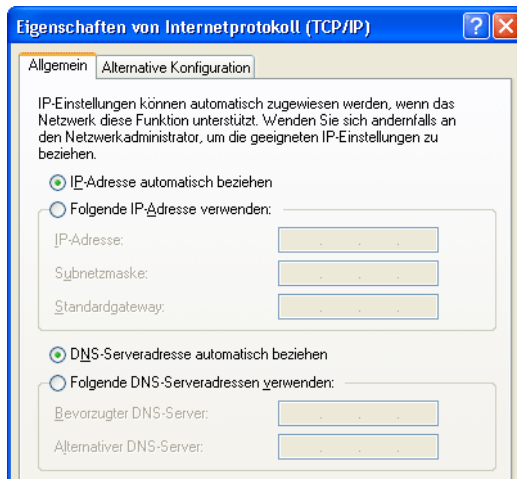 Eigenschaften von Internetprotokoll (TCP/IP)
Allgemein
Alternative Konfiguration
IP-Einstellungen können automatisch zugewiesen werden, wenn das
Netzwerk diese Funktion unterstützt. Wenden Sie sich andernfalls an
den Netzwerkadministrator, um die geeigneten IP-Einstellungen zu
beziehen.
IP-Adresse automatisch beziehen
Folgende IP-Adresse verwenden:
IP-Adresse:
Subnetzmaske:
Standardgateway:
DNS-Serveradresse automatisch beziehen
Folgende DNS-Serveradressen verwenden:
Bevorzugter DNS-Server:
Alternativer DNS-Server: